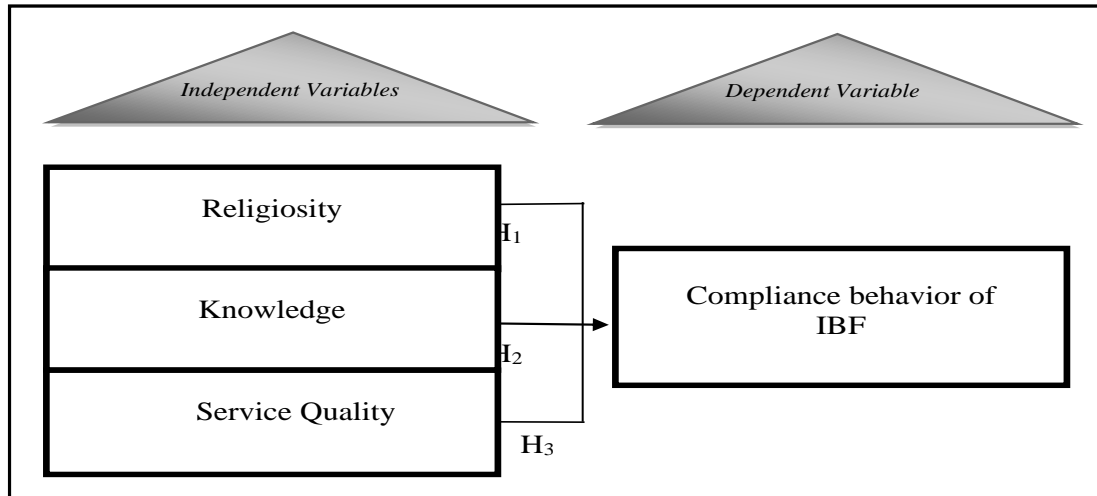 Independent Variables
Dependent Variable
Religiosity
H₁
Knowledge
H₂
Service Quality
H₃
Compliance behavior of
IBF